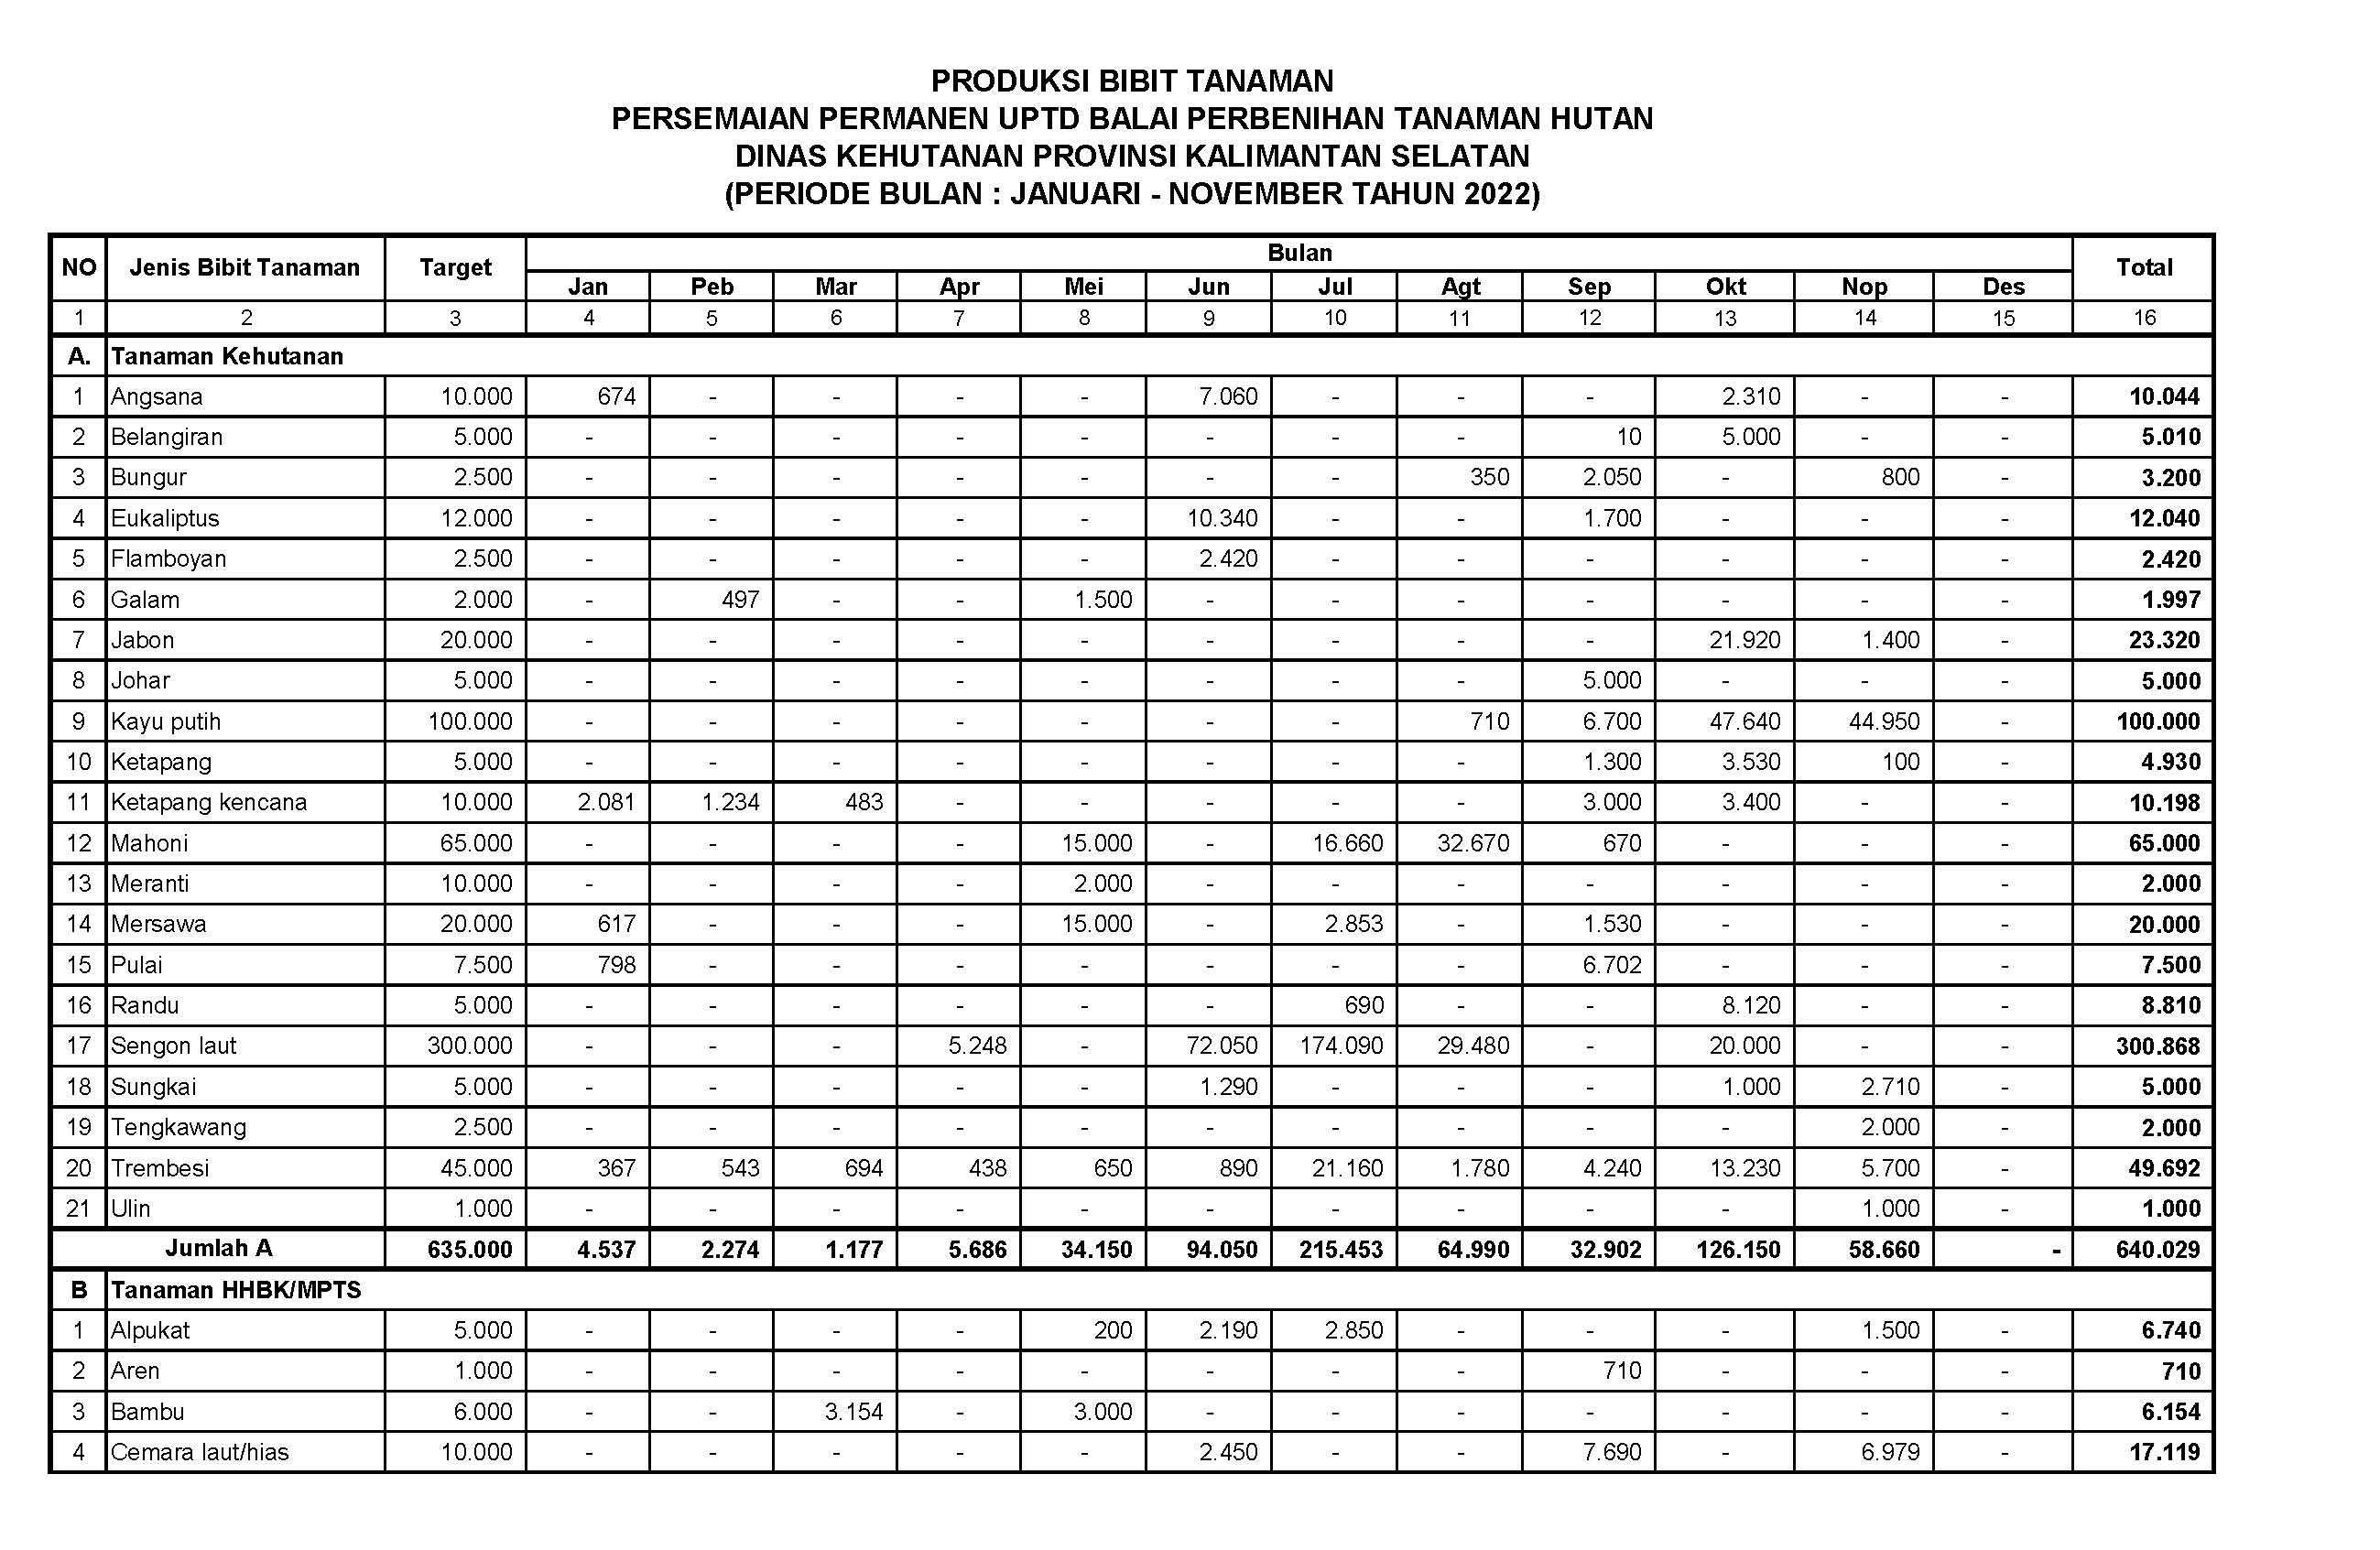 PRODUKSI BIBIT TANAMAN
PERSEMAIAN PERMANEN UPTD BALAI PERBENIHAN TANAMAN HUTAN
DINAS KEHUTANAN PROVINSI KALIMANTAN SELATAN
(PERIODE BULAN : JANUARI - NOVEMBER TAHUN 2022)
NO Jenis Bibit Tanaman Target Bulan Total
Jan Peb Mar Apr Mei Jun Jul Agt Sep Okt Nop Des
1 2 3 4 5 6 7 8 9 10 11 12 13 14 15 16
A. Tanaman Kehutanan
1 Angsana 10.000 674 - - - - 7.060 - - - 2.310 - - 10.044
2 Belangiran 5.000 - - - - - - - - 10 5.000 - - 5.010
3 Bungur 2.500 - - - - - - - 350 2.050 - 800 - 3.200
4 Eukaliptus 12.000 - - - - - 10.340 - - 1.700 - - - 12.040
5 Flamboyan 2.500 - - - - - 2.420 - - - - - - 2.420
6 Galam 2.000 - 497 - - 1.500 - - - - - - - 1.997
7 Jabon 20.000 - - - - - - - - - 21.920 1.400 - 23.320
8 Johar 5.000 - - - - - - - - 5.000 - - - 5.000
9 Kayu putih 100.000 - - - - - - - 710 6.700 47.640 44.950 - 100.000
10 Ketapang 5.000 - - - - - - - - 1.300 3.530 100 - 4.930
11 Ketapang kencana 10.000 2.081 1.234 483 - - - - - 3.000 3.400 - - 10.198
12 Mahoni 65.000 - - - - 15.000 - 16.660 32.670 670 - - - 65.000
13 Meranti 10.000 - - - - 2.000 - - - - - - - 2.000
14 Mersawa 20.000 617 - - - 15.000 - 2.853 - 1.530 - - - 20.000
15 Pulai 7.500 798 - - - - - - - 6.702 - - - 7.500
16 Randu 5.000 - - - - - - 690 - - 8.120 - - 8.810
17 Sengon laut 300.000 - - - 5.248 - 72.050 174.090 29.480 - 20.000 - - 300.868
18 Sungkai 5.000 - - - - - 1.290 - - - 1.000 2.710 - 5.000
19 Tengkawang 2.500 - - - - - - - - - - 2.000 - 2.000
20 Trembesi 45.000 367 543 694 438 650 890 21.160 1.780 4.240 13.230 5.700 - 49.692
21 Ulin 1.000 - - - - - - - - - - 1.000 - 1.000
Jumlah A 635.000 4.537 2.274 1.177 5.686 34.150 94.050 215.453 64.990 32.902 126.150 58.660 - 640.029
B Tanaman HHBK/MPTS
1 Alpukat 5.000 - - - - 200 2.190 2.850 - - - 1.500 - 6.740
2 Aren 1.000 - - - - - - - - 710 - - - 710
3 Bambu 6.000 - - 3.154 - 3.000 - - - - - - - 6.154
4 Cemara laut/hias 10.000 - - - - - 2.450 - - 7.690 - 6.979 - 17.119